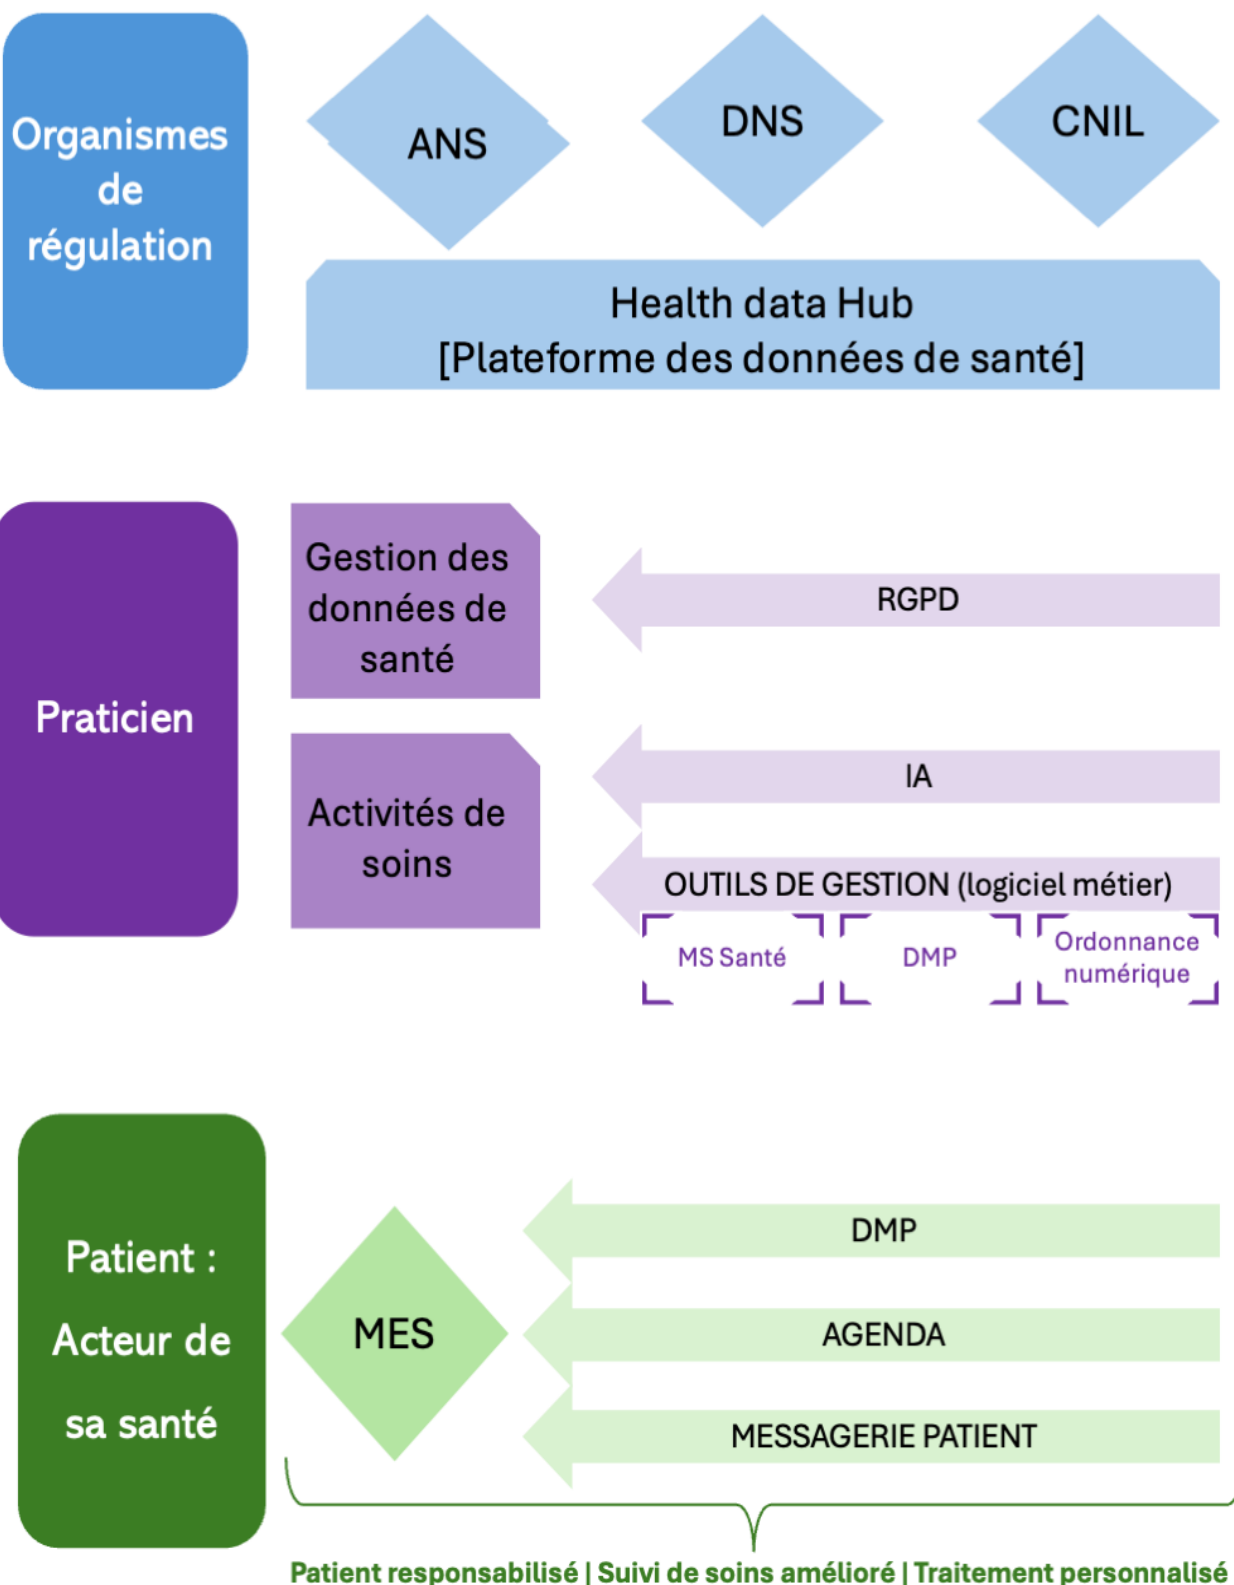 Organismes
de
régulation
ANS
DNS
CNIL
Health data Hub
[Plateforme des données de santé]
Praticien
Gestion des
données de
santé
RGPD
Activités de
soins
IA
OUTILS DE GESTION (logiciel métier)
MS Santé
DMP
Ordonnance
numérique
Patient :
Acteur de
sa santé
MES
DMP
AGENDA
MESSAGERIE PATIENT
Patient responsabilisé | Suivi de soins amélioré | Traitement personnalisé